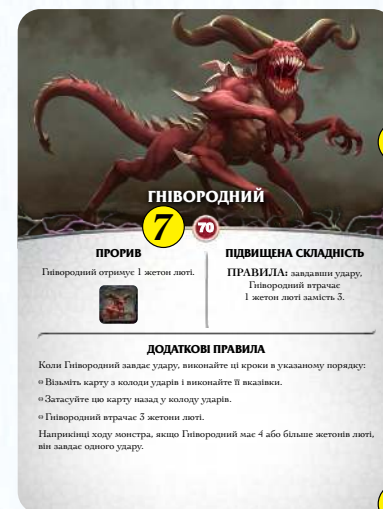 ГНІВОРОДНИЙ
7
70
ПРОРИВ
Гнівородний отримує 1 жетон люті.
ПІДВИЩЕНА СКЛАДНІСТЬ
ПРАВИЛА: завдавши удару,
Гнівородний втрачає
1 жетон люті замість 3.
ДОДАТКОВІ ПРАВИЛА
Коли Гнівородний завдає удару, виконайте ці кроки в указаному порядку:
Візьміть карту з колоди ударів і виконайте її вказівки.
Затасуйте цю карту назад у колоду ударів.
Гнівородний втрачає 3 жетони люті.
Наприкінці ходу монстра, якщо Гнівородний має 4 або більше жетонів люті,
він завдає одного удару.